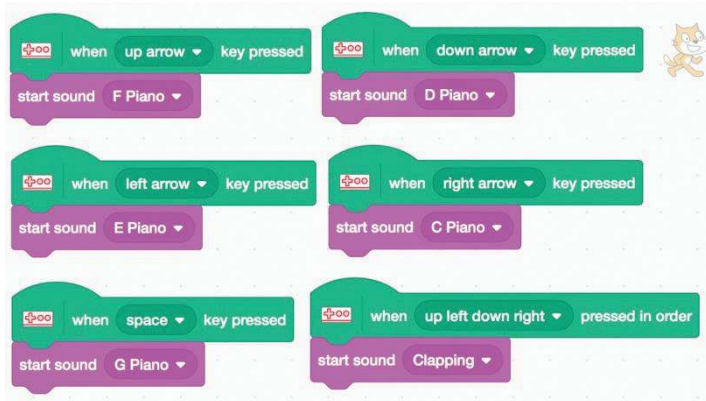 when up arrow key pressed
start sound F Piano
when down arrow key pressed
start sound D Piano
when left arrow key pressed
start sound E Piano
when right arrow key pressed
start sound C Piano
when space key pressed
start sound G Piano
when up left down right pressed in order
start sound Clapping